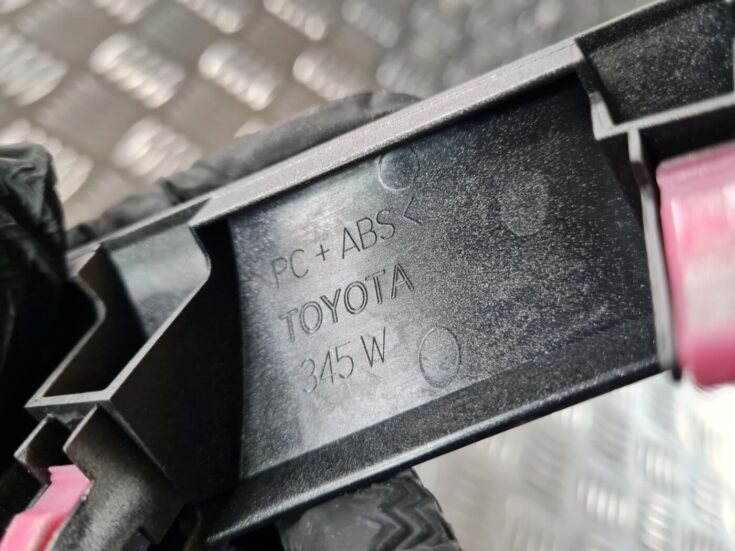 PC + ABS <
TOYOTA
345 W